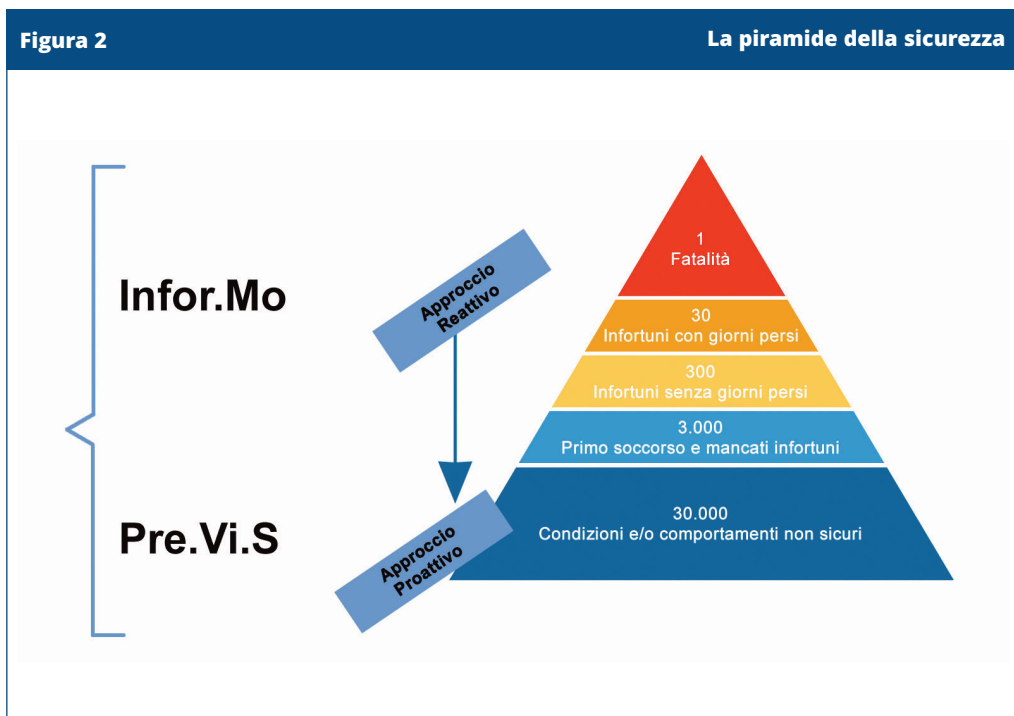 Figura 2
La piramide della sicurezza
Infor.Mo
Pre.Vi.S
Approccio
Reattivo
Approccio
Proattivo
1
Fatalità
30
Infortuni con giorni persi
300
Infortuni senza giorni persi
3.000
Primo soccorso e mancati infortuni
30.000
Condizioni e/o comportamenti non sicuri